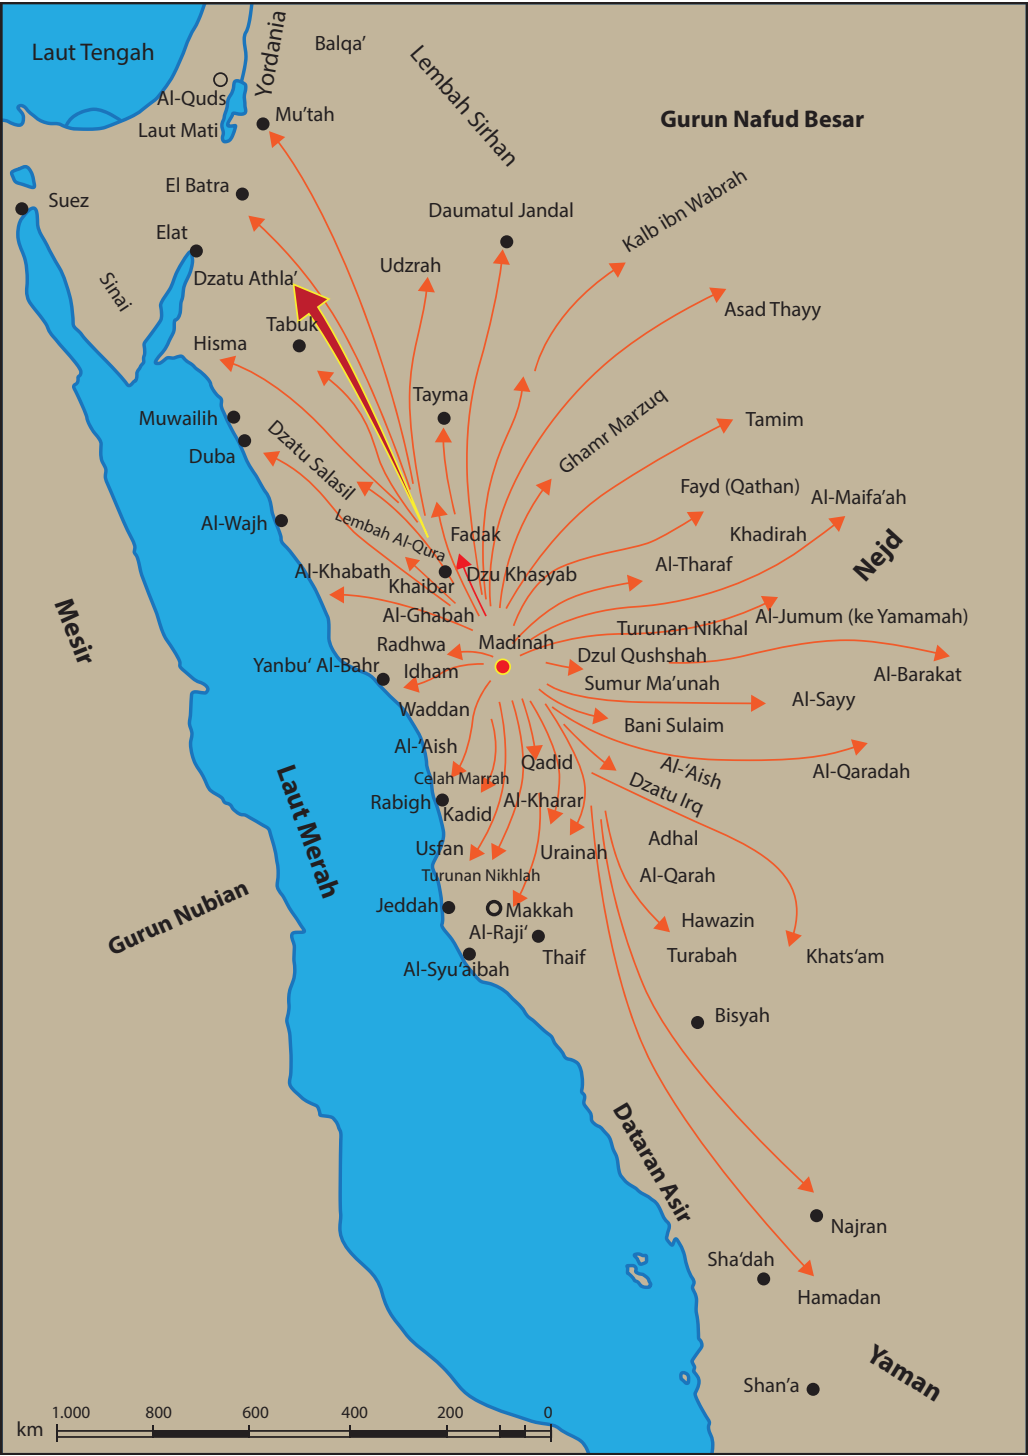 Laut Tengah
Yordania
Balqa’
Lembah Sirhan
Al-Quds
Laut Mati
Mu’tah
Gurun Nafud Besar
El Batra
Suez
Elat
Daumatul Jandal
Kalb ibn Wabrah
Udzrah
Dzatu Athla’
Sinai
Asad Thayy
Tabuk
Hisma
Tayma
Ghamr Marzuq
Muwailih
Duba
Dzatu Salasil
Tamim
Fayd (Qathan)
Al-Maifa’ah
Al-Wajh
Lembah Al-Qura
Fadak
Khadirah
Nejd
Al-Tharaf
Al-Khabath
Khaibar
Dzu Khasyab
Al-Ghabah
Mesir
Radhwa
Madinah
Turunan Nikhal
Al-Jumum (ke Yamamah)
Yanbu‘ Al-Bahr
Idham
Dzul Qushshah
Al-Barakat
Sumur Ma’unah
Waddan
Al-Sayy
Bani Sulaim
Al-‘Aish
Qadid
Al-‘Aish
Al-Qaradah
Celah Marrah
Dzatu Irq
Laut Merah
Rabigh
Kadid
Al-Kharar
Adhal
Usfan
Urainah
Turunan Nikhlah
Al-Qarah
Gurun Nubian
Jeddah
Makkah
Hawazin
Al-Raji‘
Thaif
Turabah
Khats‘am
Al-Syu‘aibah
Bisyah
Dataran Asir
Najran
Sha‘dah
Hamadan
Yaman
Shan’a
km 1.000 800 600 400 200 0